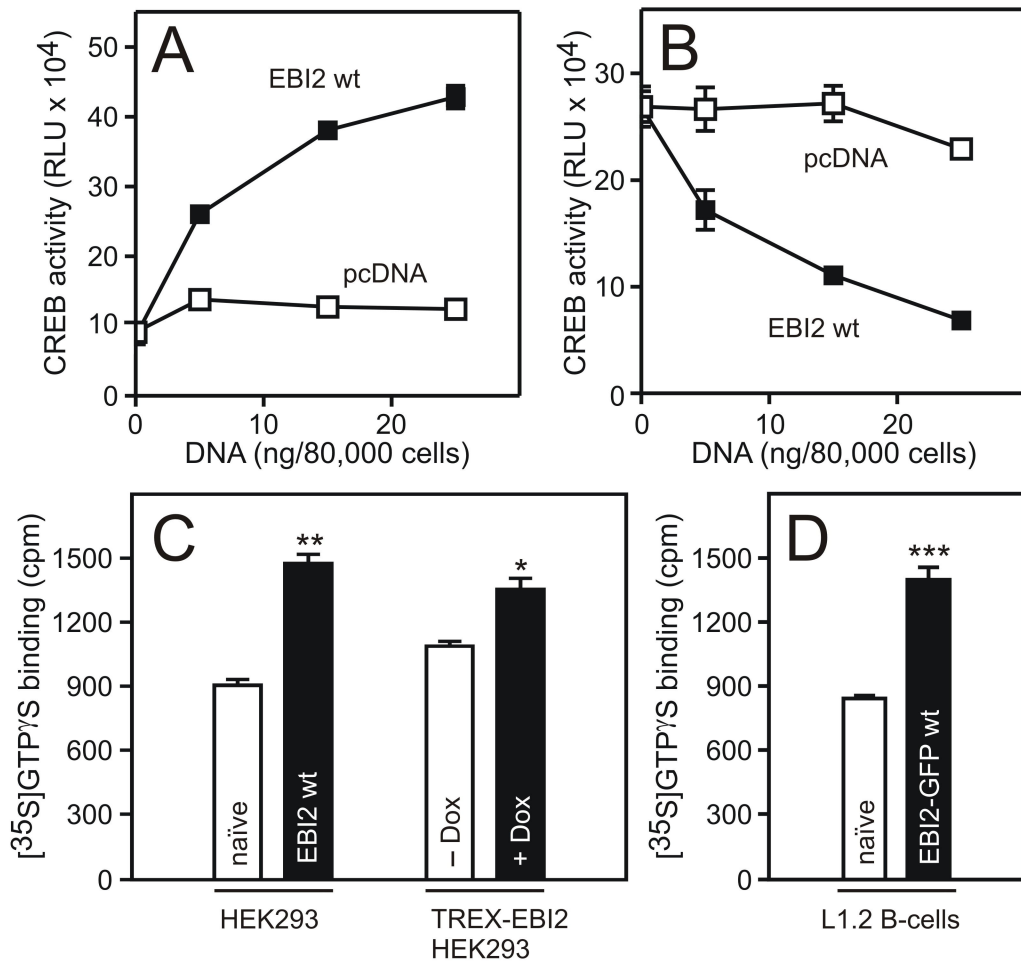 A
CREB activity (RLU x 10⁴)
50
40
30
20
10
0
EBI2 wt
pcDNA
0
10
20
DNA (ng/80,000 cells)
B
CREB activity (RLU x 10⁴)
30
20
10
0
pcDNA
EBI2 wt
0
10
20
DNA (ng/80,000 cells)
C
[³⁵S]GTPγS binding (cpm)
1500
1200
900
600
300
0
**
*
naïve
EBI2 wt
– Dox
+ Dox
HEK293
TREX-EBI2
HEK293
D
[³⁵S]GTPγS binding (cpm)
1500
1200
900
600
300
0
***
naïve
EBI2-GFP wt
L1.2 B-cells